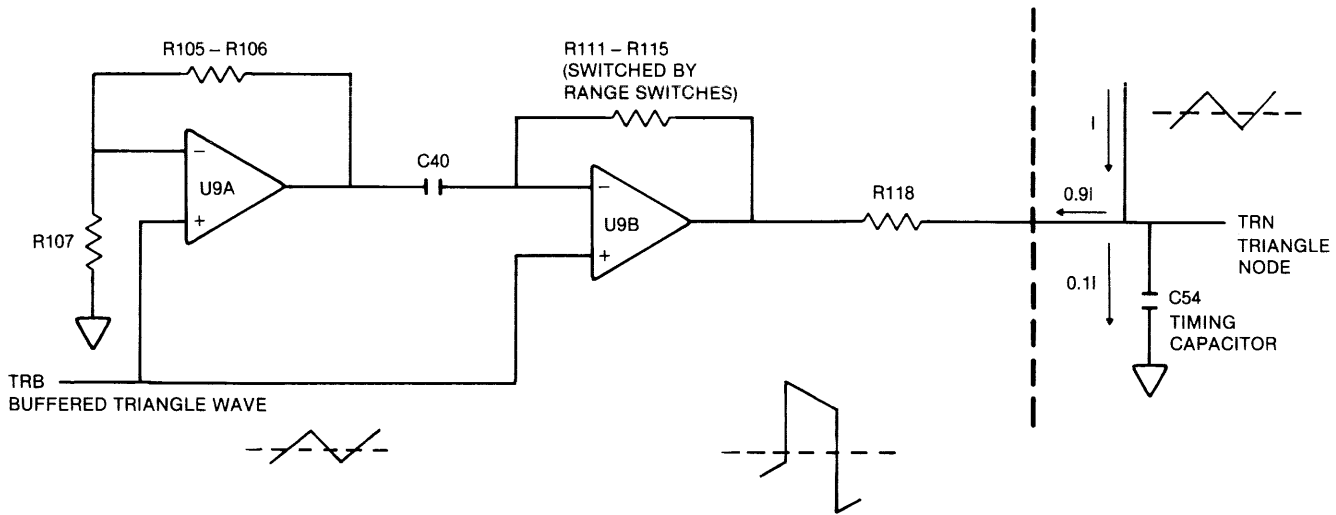 R105 – R106
R111 – R115
(SWITCHED BY
RANGE SWITCHES)
I
–
U9A
+
C40
–
U9B
+
R118
0.9I
TRN
TRIANGLE
NODE
R107
0.1I
C54
TIMING
CAPACITOR
TRB
BUFFERED TRIANGLE WAVE